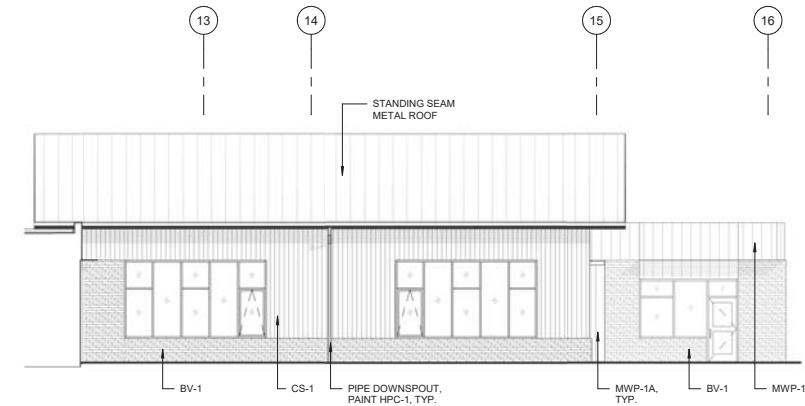 13
14
15
16
STANDING SEAM
METAL ROOF
BV-1
CS-1
PIPE DOWNSPOUT,
PAINT HPC-1, TYP.
MWP-1A,
TYP.
BV-1
MWP-1